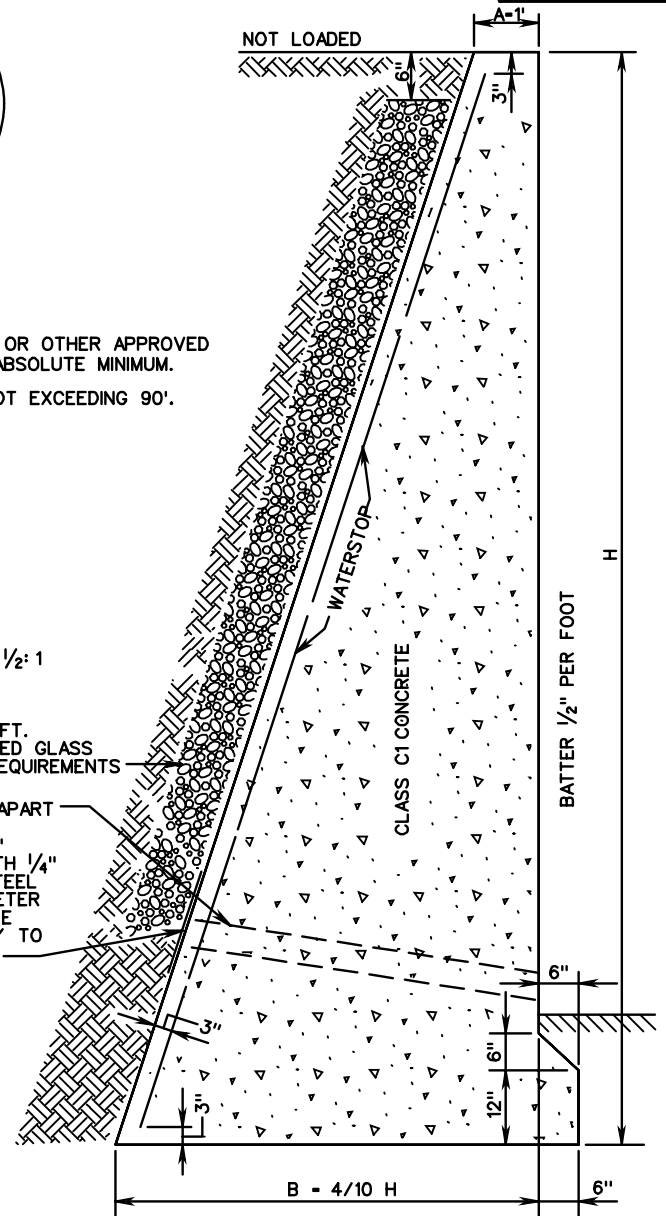 A=1'
NOT LOADED
6"
3"
OR OTHER APPROVED
ABSOLUTE MINIMUM.
OT EXCEEDING 90'.
H
WATERSTOP
½:1
CLASS C1 CONCRETE
BATTER ½" PER FOOT
FT.
ED GLASS
EQUIREMENTS
APART
"
TH ¼"
TEEL
ETER
E
Y TO
6"
3"
6"
12"
3"
B = 4/10 H
6"